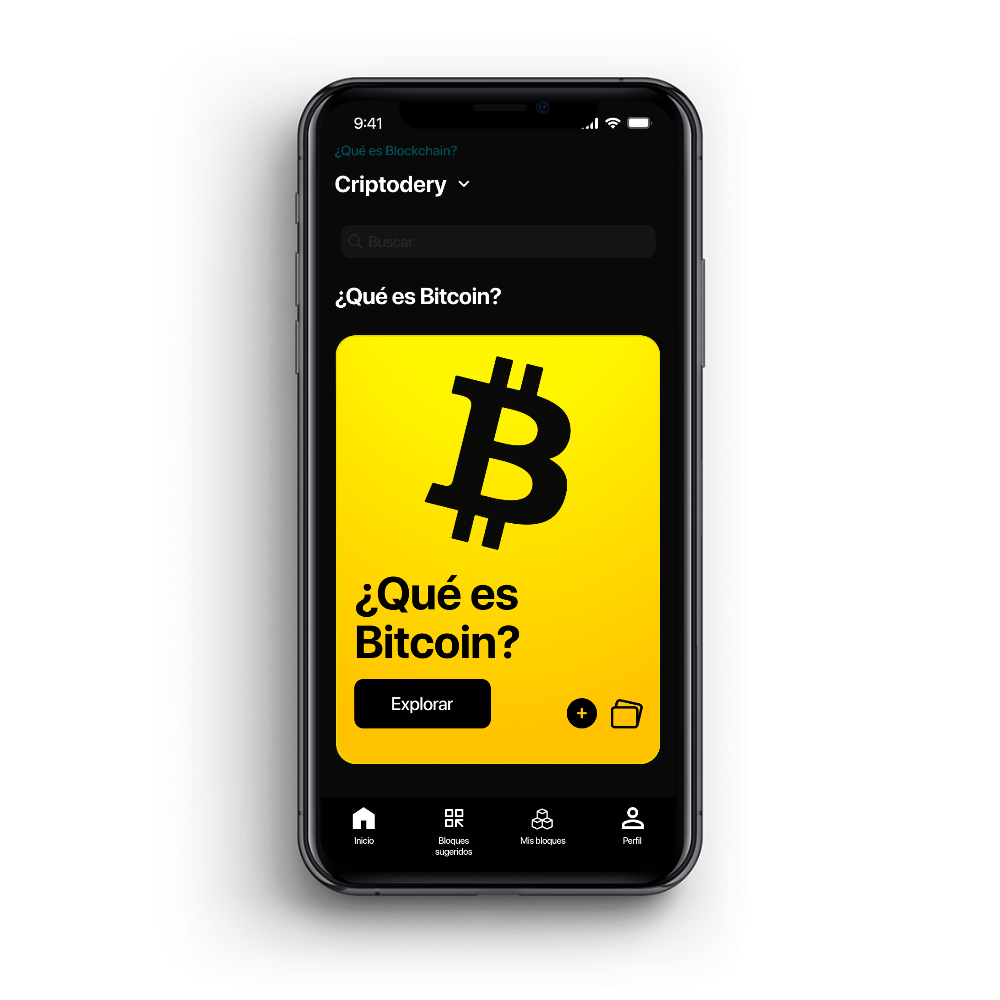 9:41
¿Qué es Blockchain?
Criptodery
Buscar
¿Qué es Bitcoin?
¿Qué es
Bitcoin?
Explorar
Inicio
Bloques
sugeridos
Mis bloques
Perfil